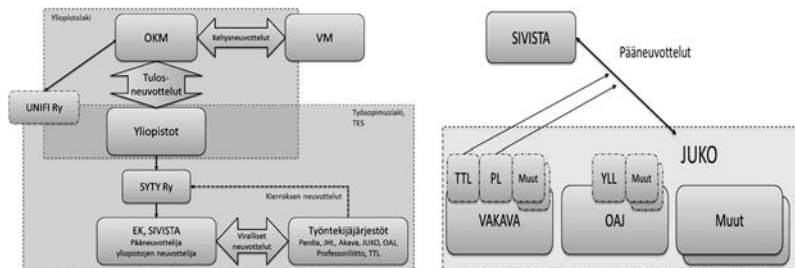 Yliopistolaki
OKM
Kehysneuvottelut
VM
Tulos-
neuvottelut
UNIFI Ry
Työsopimuslaki,
TES
Yliopistot
SYTY Ry
Kierroksen neuvottelut
EK, SIVISTA
Pääneuvottelija
yliopistojen neuvottelija
Viralliset
neuvottelut
Työntekijäjärjestöt
Pardia, JHL, Akava, JUKO, OAJ,
Professoriliitto, TTL
SIVISTA
Pääneuvottelut
JUKO
TTL
PL
Muut
YLL
Muut
VAKAVA
OAJ
Muut